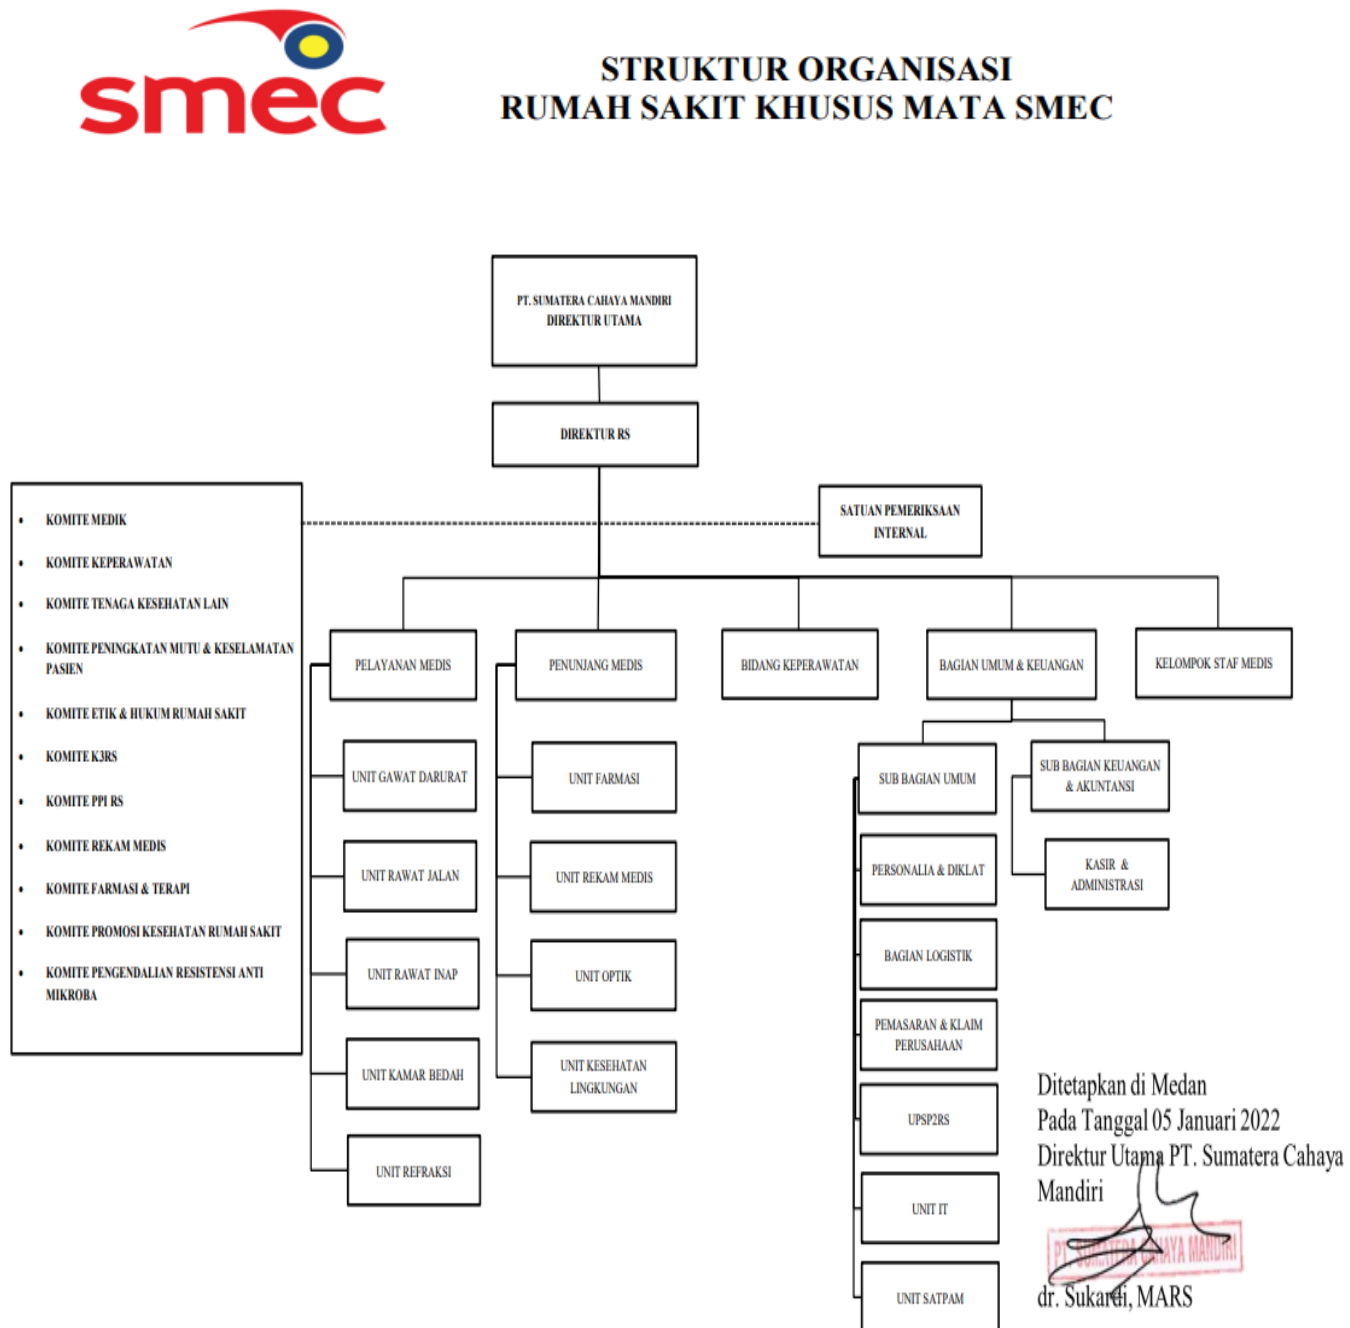 smec
STRUKTUR ORGANISASI
RUMAH SAKIT KHUSUS MATA SMEC
PT. SUMATERA CAHAYA MANDIRI
DIREKTUR UTAMA
DIREKTUR RS
• KOMITE MEDIK
• KOMITE KEPERAWATAN
• KOMITE TENAGA KESEHATAN LAIN
• KOMITE PENINGKATAN MUTU & KESELAMATAN
PASIEN
• KOMITE ETIK & HUKUM RUMAH SAKIT
• KOMITE K3RS
• KOMITE PPI RS
• KOMITE REKAM MEDIS
• KOMITE FARMASI & TERAPI
• KOMITE PROMOSI KESEHATAN RUMAH SAKIT
• KOMITE PENGENDALIAN RESISTENSI ANTI
MIKROBA
SATUAN PEMERIKSAAN
INTERNAL
PELAYANAN MEDIS
UNIT GAWAT DARURAT
UNIT RAWAT JALAN
UNIT RAWAT INAP
UNIT KAMAR BEDAH
UNIT REFRAKSI
PENUNJANG MEDIS
UNIT FARMASI
UNIT REKAM MEDIS
UNIT OPTIK
UNIT KESEHATAN
LINGKUNGAN
BIDANG KEPERAWATAN
BAGIAN UMUM & KEUANGAN
SUB BAGIAN UMUM
PERSONALIA & DIKLAT
BAGIAN LOGISTIK
PEMASARAN & KLAIM
PERUSAHAAN
UPSP2RS
UNIT IT
UNIT SATPAM
SUB BAGIAN KEUANGAN
& AKUNTANSI
KASIR &
ADMINISTRASI
KELOMPOK STAF MEDIS
Ditetapkan di Medan
Pada Tanggal 05 Januari 2022
Direktur Utama PT. Sumatera Cahaya
Mandiri
PT. SUMATERA CAHAYA MANDIRI
dr. Sukardi, MARS